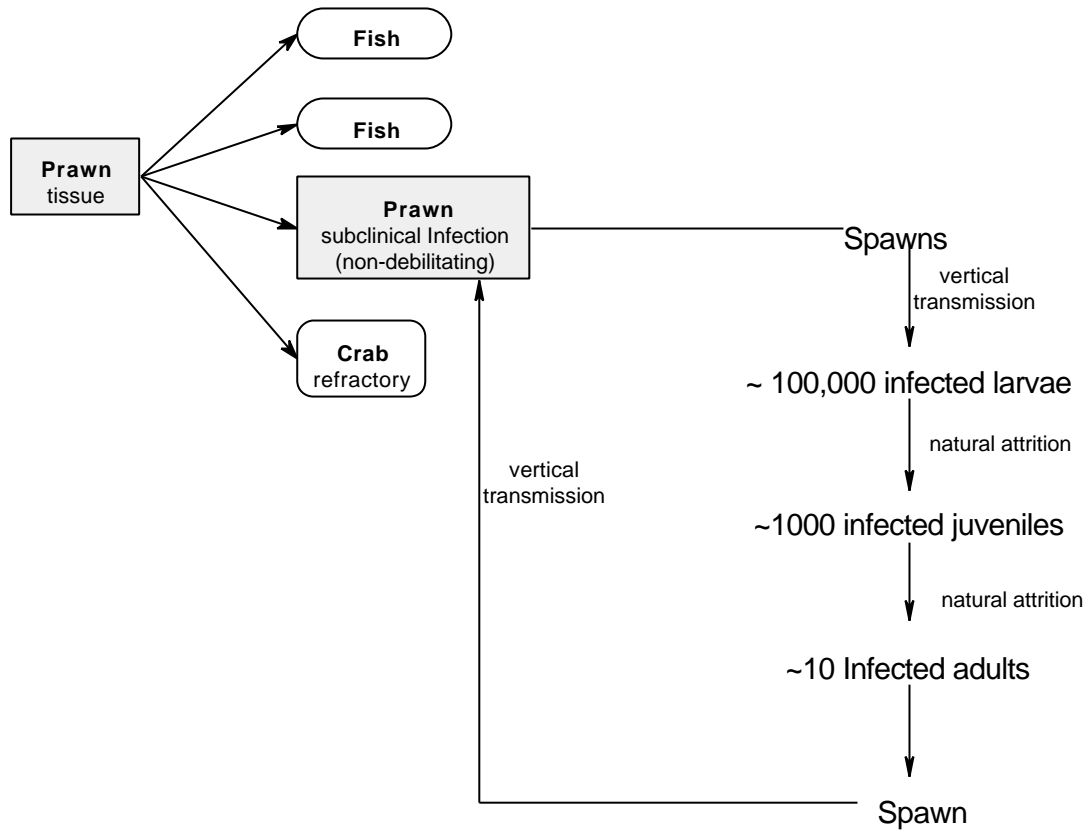 Fish
Fish
Prawn
tissue
Prawn
subclinical Infection
(non-debilitating)
Crab
refractory
Spawns
vertical
transmission
~ 100,000 infected larvae
natural attrition
~1000 infected juveniles
natural attrition
~10 Infected adults
Spawn
vertical
transmission